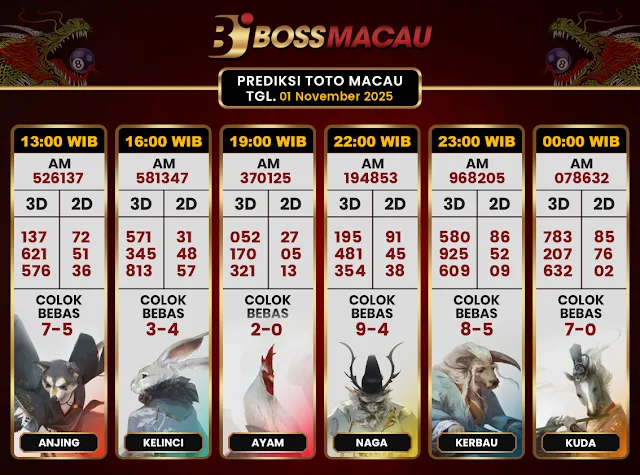 BJ BOSSMACAU
PREDIKSI TOTO MACAU
TGL. 01 November 2025
13:00 WIB
AM
526137
3D 2D
137 72
621 51
576 36
COLOK
BEBAS
7-5
ANJING
16:00 WIB
AM
581347
3D 2D
571 31
345 48
813 57
COLOK
BEBAS
3-4
KELINCI
19:00 WIB
AM
370125
3D 2D
052 27
170 05
321 13
COLOK
BEBAS
2-0
AYAM
22:00 WIB
AM
194853
3D 2D
195 91
481 45
354 38
COLOK
BEBAS
9-4
NAGA
23:00 WIB
AM
968205
3D 2D
580 86
925 52
609 09
COLOK
BEBAS
8-5
KERBAU
00:00 WIB
AM
078632
3D 2D
783 85
207 76
632 02
COLOK
BEBAS
7-0
KUDA
8
8